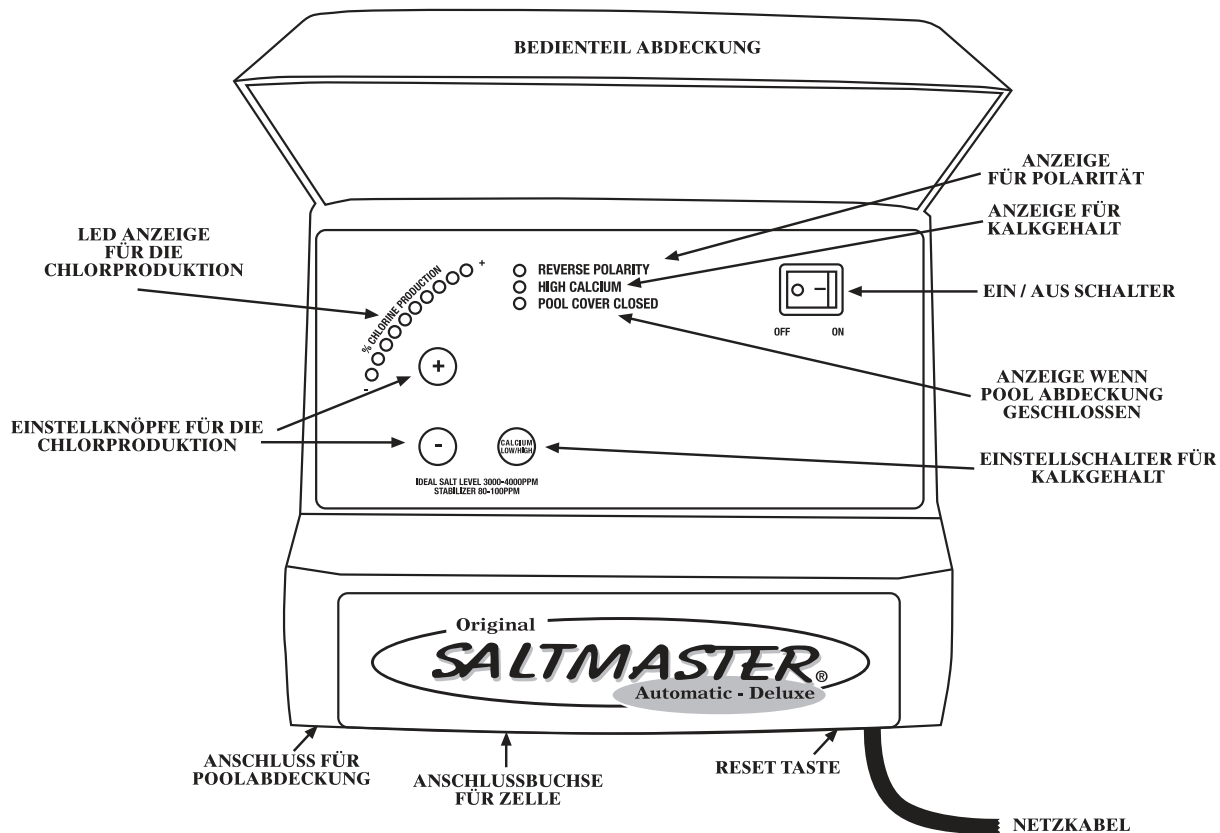 BEDIENTEIL ABDECKUNG
ANZEIGE
FÜR POLARITÄT
ANZEIGE FÜR
KALKGEHALT
LED ANZEIGE
FÜR DIE
CHLORPRODUKTION
% CHLORINE PRODUCTION
+
-
REVERSE POLARITY
HIGH CALCIUM
POOL COVER CLOSED
OFF ON
EIN / AUS SCHALTER
+
ANZEIGE WENN
POOL ABDECKUNG
GESCHLOSSEN
EINSTELLKNÖPFE FÜR DIE
CHLORPRODUKTION
-
CALCIUM
LOW/HIGH
EINSTELLSCHALTER FÜR
KALKGEHALT
IDEAL SALT LEVEL 3000-4000PPM
STABILIZER 80-100PPM
Original
SALTMASTER®
Automatic - Deluxe
ANSCHLUSS FÜR
POOLABDECKUNG
ANSCHLUSSBUCHSE
FÜR ZELLE
RESET TASTE
NETZKABEL